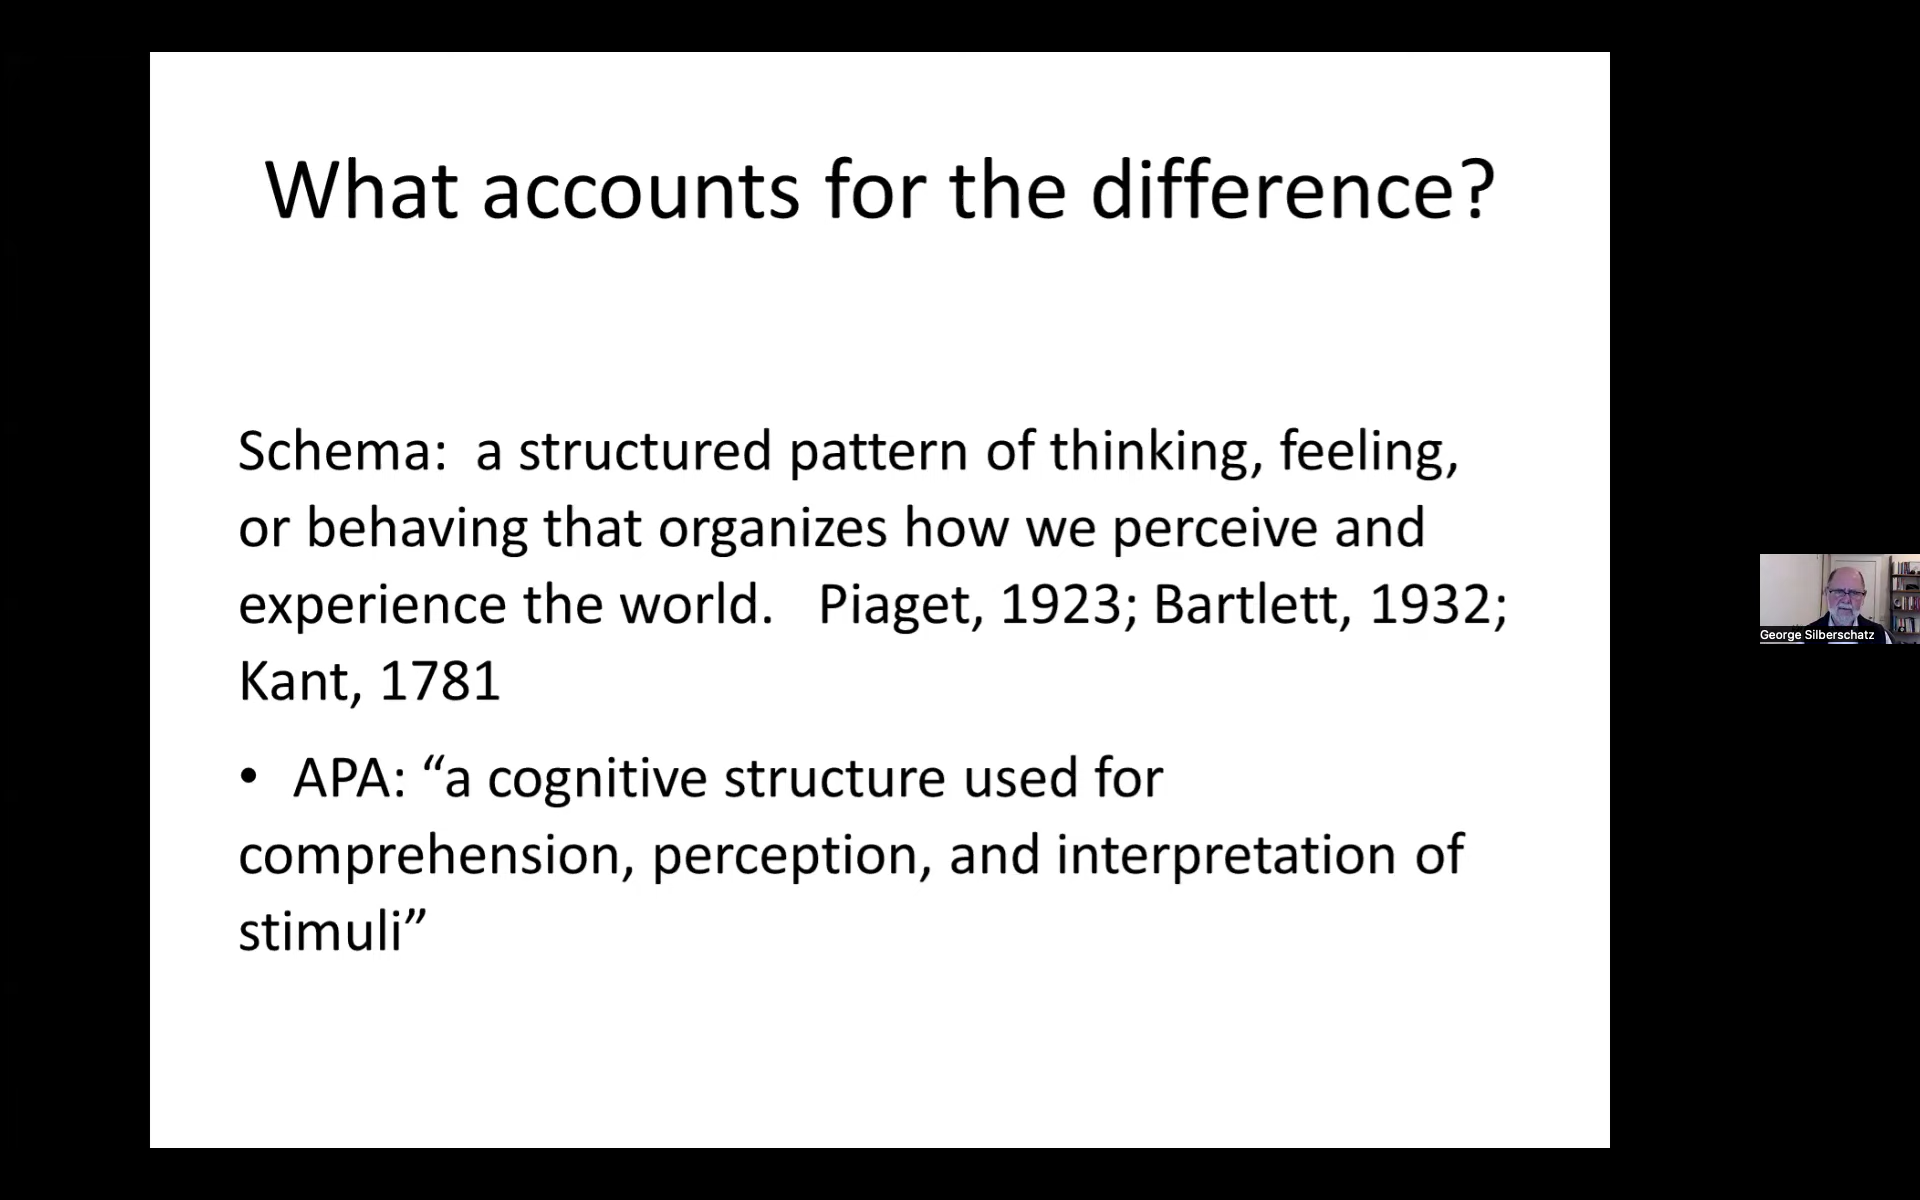 What accounts for the difference?
Schema:  a structured pattern of thinking, feeling,
or behaving that organizes how we perceive and
experience the world.   Piaget, 1923; Bartlett, 1932;
Kant, 1781
• APA: “a cognitive structure used for
comprehension, perception, and interpretation of
stimuli”
George Silberschatz